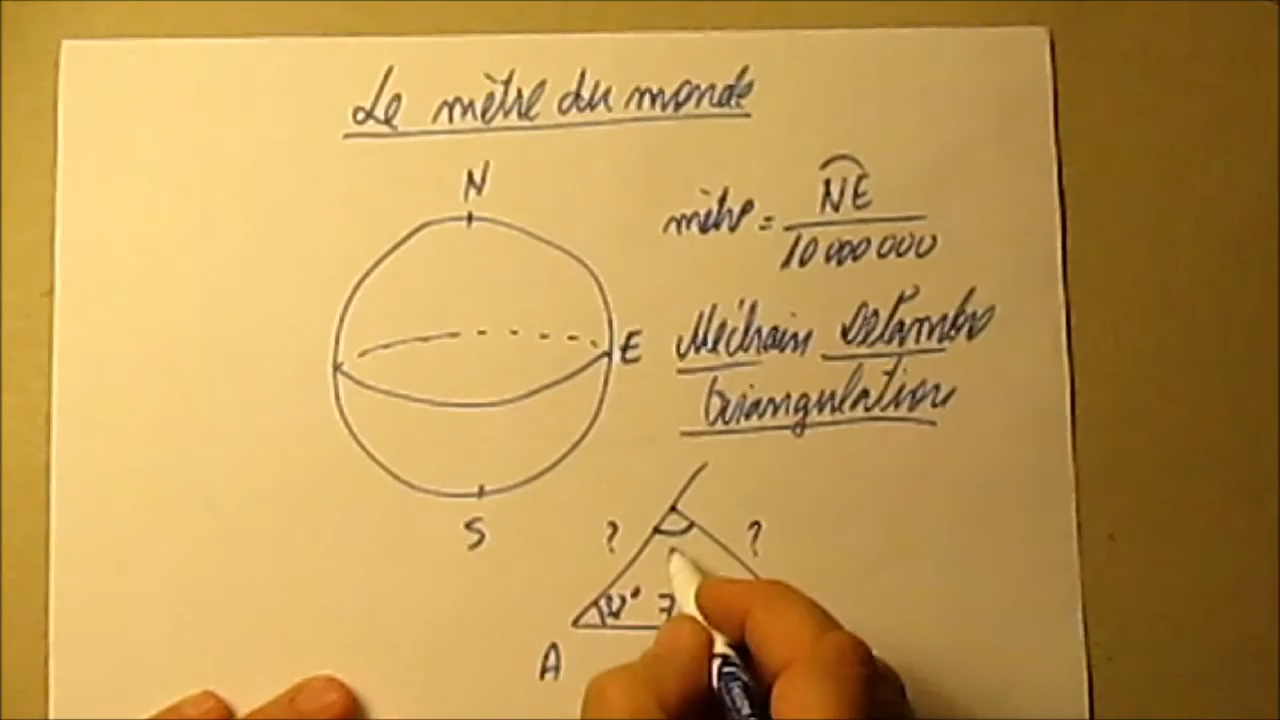 Le mètre du monde
N
mètre = NE / 10 000 000
E
Méchain Delambre
triangulation
S
? ?
A